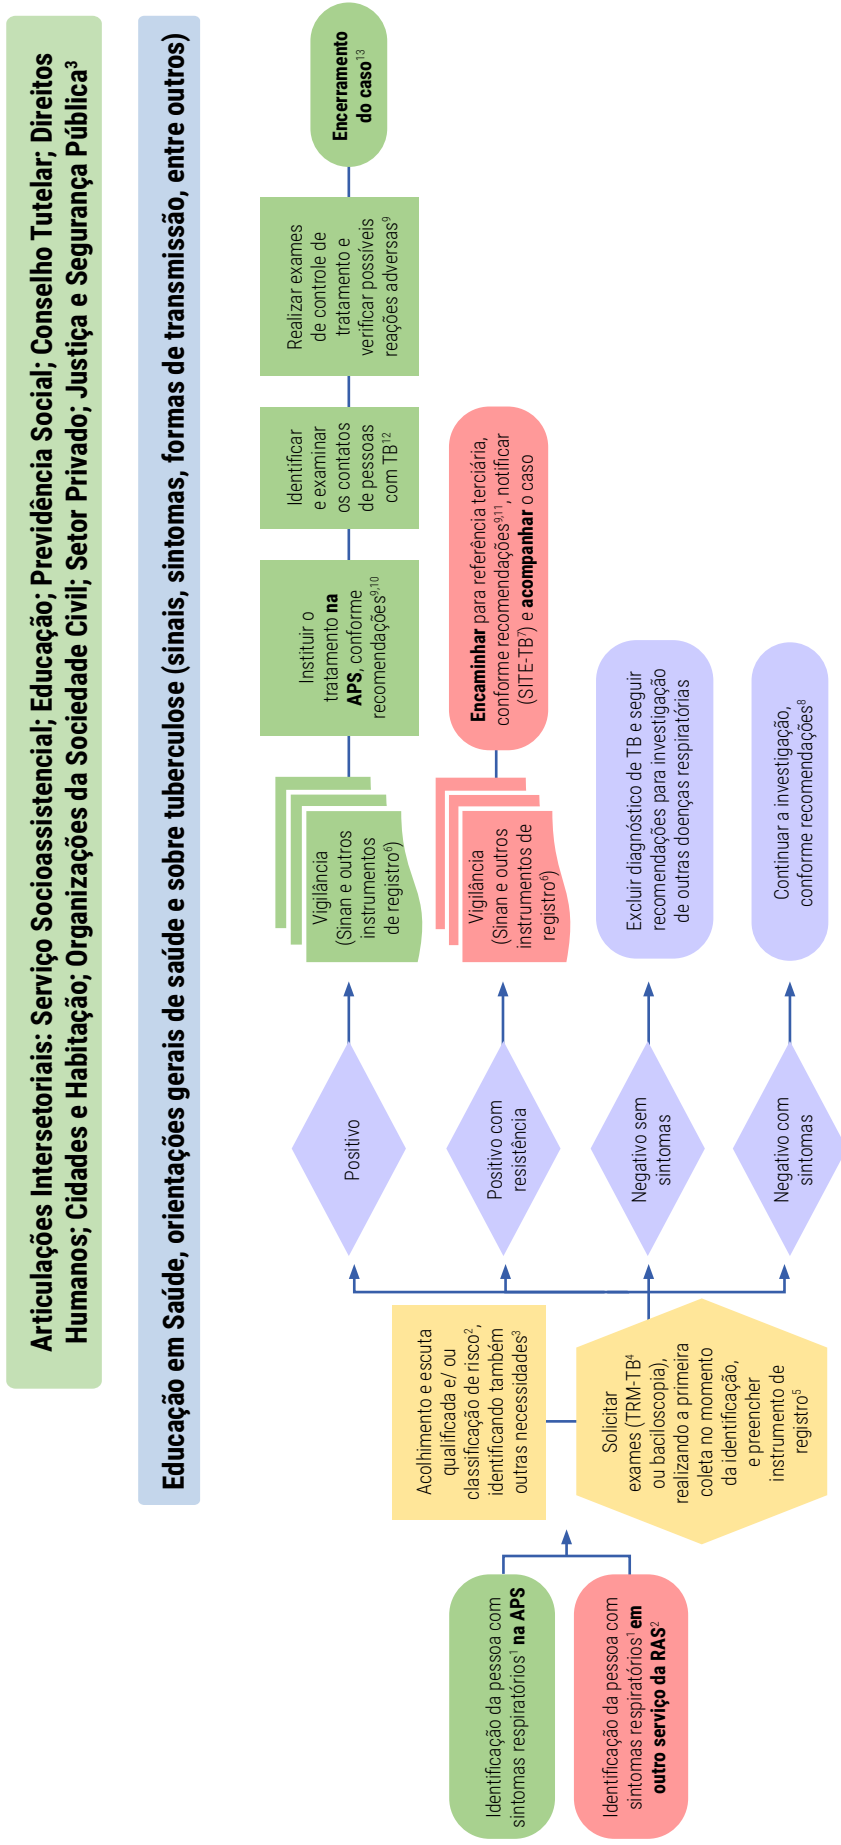 Articulações Intersetoriais: Serviço Socioassistencial; Educação; Previdência Social; Conselho Tutelar; Direitos
Humanos; Cidades e Habitação; Organizações da Sociedade Civil; Setor Privado; Justiça e Segurança Pública³
Educação em Saúde, orientações gerais de saúde e sobre tuberculose (sinais, sintomas, formas de transmissão, entre outros)
Identificação da pessoa com
sintomas respiratórios¹ na APS
Identificação da pessoa com
sintomas respiratórios¹ em
outro serviço da RAS²
Acolhimento e escuta
qualificada e/ ou
classificação de risco²,
identificando também
outras necessidades³
Solicitar
exames (TRM-TB⁴
ou baciloscopia),
realizando a primeira
coleta no momento
da identificação,
e preencher
instrumento de
registro⁵
Positivo
Vigilância
(Sinan e outros
instrumentos
de registro⁶)
Instituir o
tratamento na
APS, conforme
recomendações⁹,¹⁰
Identificar
e examinar
os contatos
de pessoas
com TB¹²
Realizar exames
de controle de
tratamento e
verificar possíveis
reações adversas⁹
Encerramento
do caso¹³
Positivo com
resistência
Vigilância
(Sinan e outros
instrumentos de
registro⁶)
Encaminhar para referência terciária,
conforme recomendações⁹,¹¹, notificar
(SITE-TB⁷) e acompanhar o caso
Negativo sem
sintomas
Excluir diagnóstico de TB e seguir
recomendações para investigação
de outras doenças respiratórias
Negativo com
sintomas
Continuar a investigação,
conforme recomendações⁸